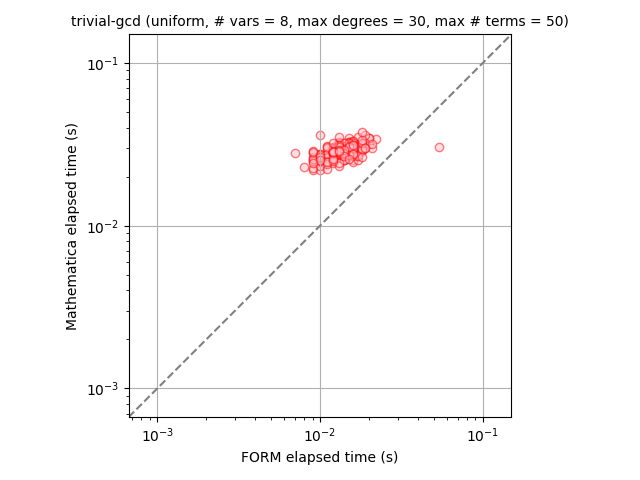 trivial-gcd (uniform, # vars = 8, max degrees = 30, max # terms = 50)
Mathematica elapsed time (s)
10⁻¹
10⁻²
10⁻³
10⁻³ 10⁻² 10⁻¹
FORM elapsed time (s)